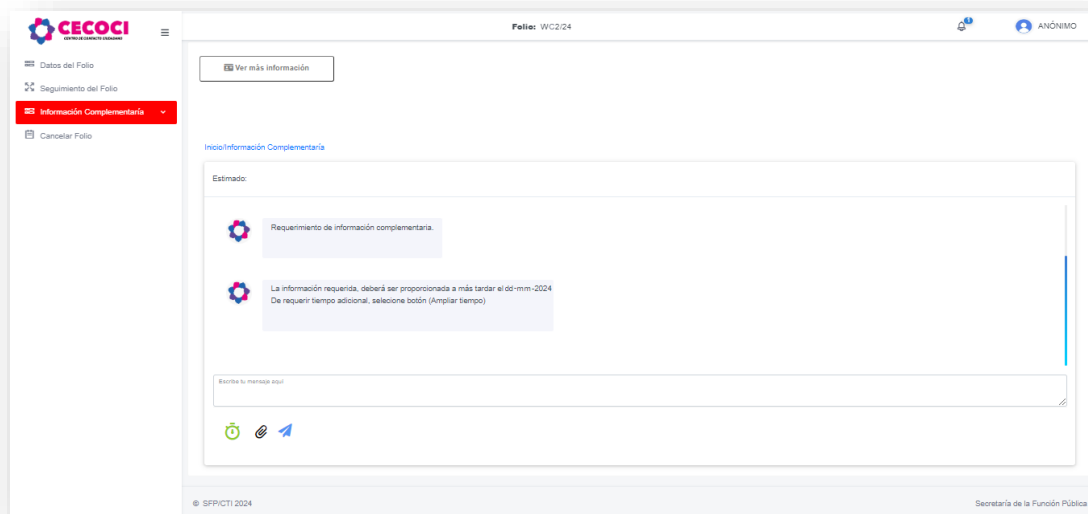 CECOCI
CENTRO DE CONTACTO CIUDADANO
Folio: WC2/24
1
ANÓNIMO
Datos del Folio
Seguimiento del Folio
Información Complementaría
Cancelar Folio
Ver más información
Inicio/Información Complementaría
Estimado:
Requerimiento de información complementaria.
La información requerida, deberá ser proporcionada a más tardar el dd-mm-2024
De requerir tiempo adicional, selecione botón (Ampliar tiempo)
Escribe tu mensaje aquí
© SFP/CTI 2024
Secretaría de la Función Pública